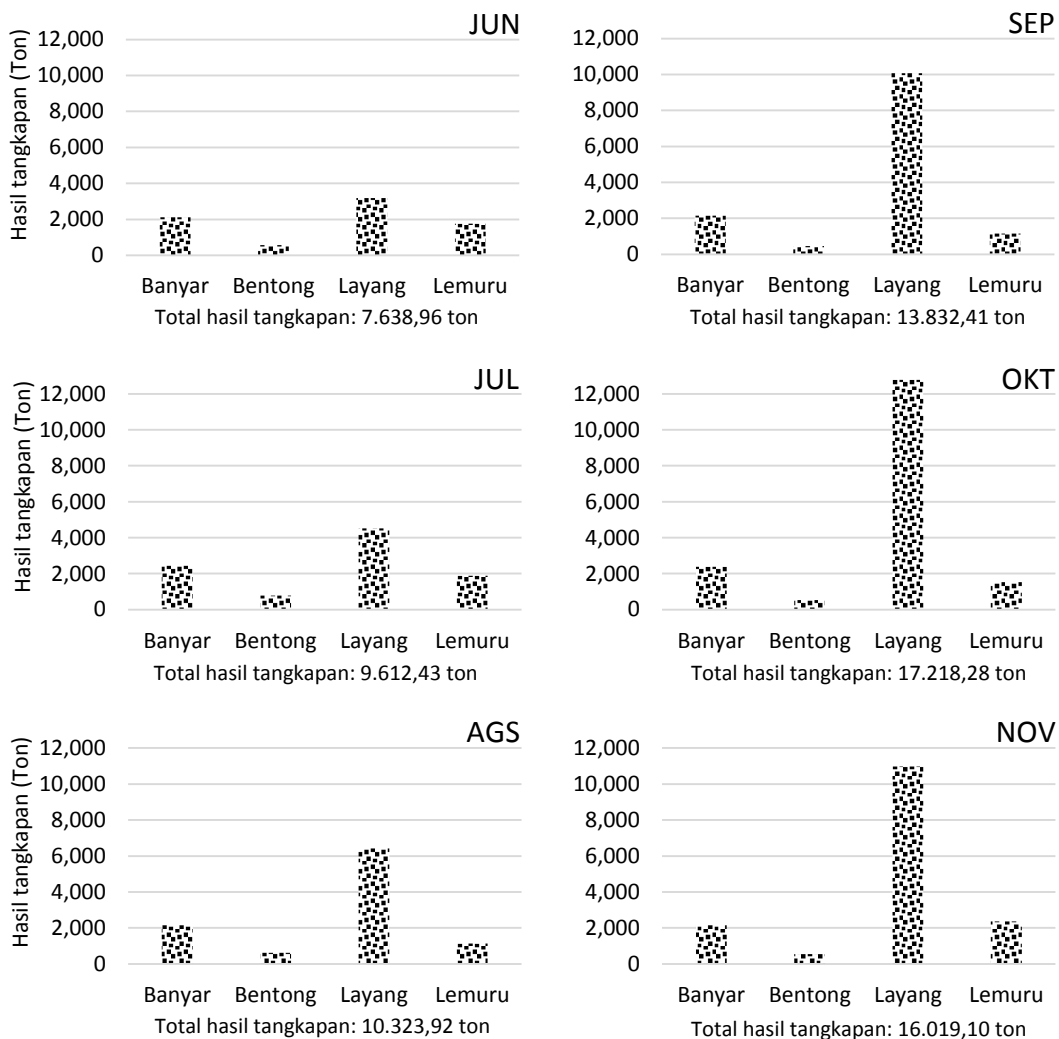 JUN
Hasil tangkapan (Ton)
12,000
10,000
8,000
6,000
4,000
2,000
0
Banyar Bentong Layang Lemuru
Total hasil tangkapan: 7.638,96 ton
SEP
12,000
10,000
8,000
6,000
4,000
2,000
0
Banyar Bentong Layang Lemuru
Total hasil tangkapan: 13.832,41 ton
JUL
Hasil tangkapan (Ton)
12,000
10,000
8,000
6,000
4,000
2,000
0
Banyar Bentong Layang Lemuru
Total hasil tangkapan: 9.612,43 ton
OKT
12,000
10,000
8,000
6,000
4,000
2,000
0
Banyar Bentong Layang Lemuru
Total hasil tangkapan: 17.218,28 ton
AGS
Hasil tangkapan (Ton)
12,000
10,000
8,000
6,000
4,000
2,000
0
Banyar Bentong Layang Lemuru
Total hasil tangkapan: 10.323,92 ton
NOV
12,000
10,000
8,000
6,000
4,000
2,000
0
Banyar Bentong Layang Lemuru
Total hasil tangkapan: 16.019,10 ton